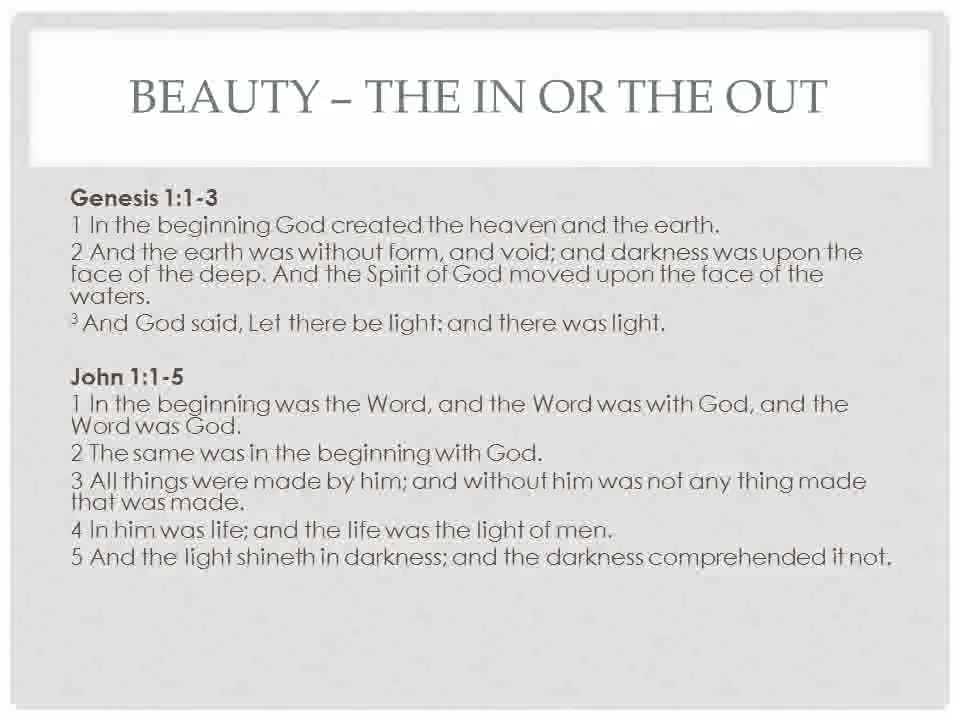 BEAUTY – THE IN OR THE OUT
Genesis 1:1-3
1 In the beginning God created the heaven and the earth.
2 And the earth was without form, and void; and darkness was upon the
face of the deep. And the Spirit of God moved upon the face of the
waters.
3 And God said, Let there be light: and there was light.
John 1:1-5
1 In the beginning was the Word, and the Word was with God, and the
Word was God.
2 The same was in the beginning with God.
3 All things were made by him; and without him was not any thing made
that was made.
4 In him was life; and the life was the light of men.
5 And the light shineth in darkness; and the darkness comprehended it not.